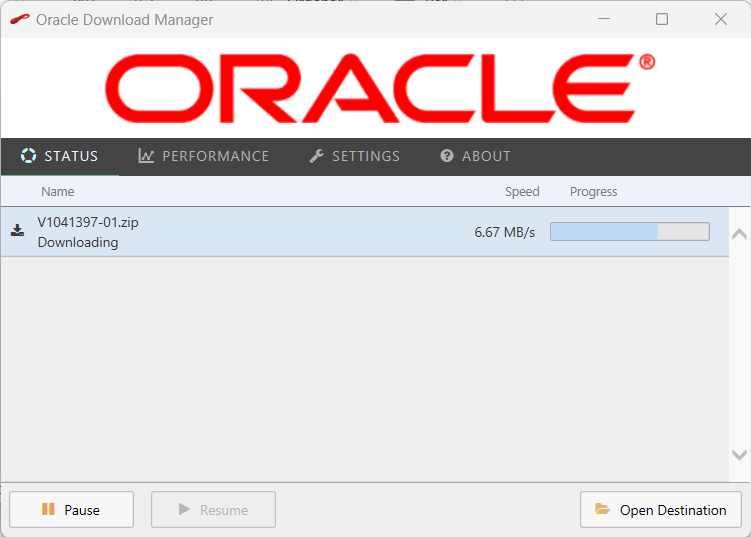 Oracle Download Manager
ORACLE®
STATUS PERFORMANCE SETTINGS ABOUT
Name Speed Progress
V1041397-01.zip
Downloading
6.67 MB/s
Pause Resume Open Destination